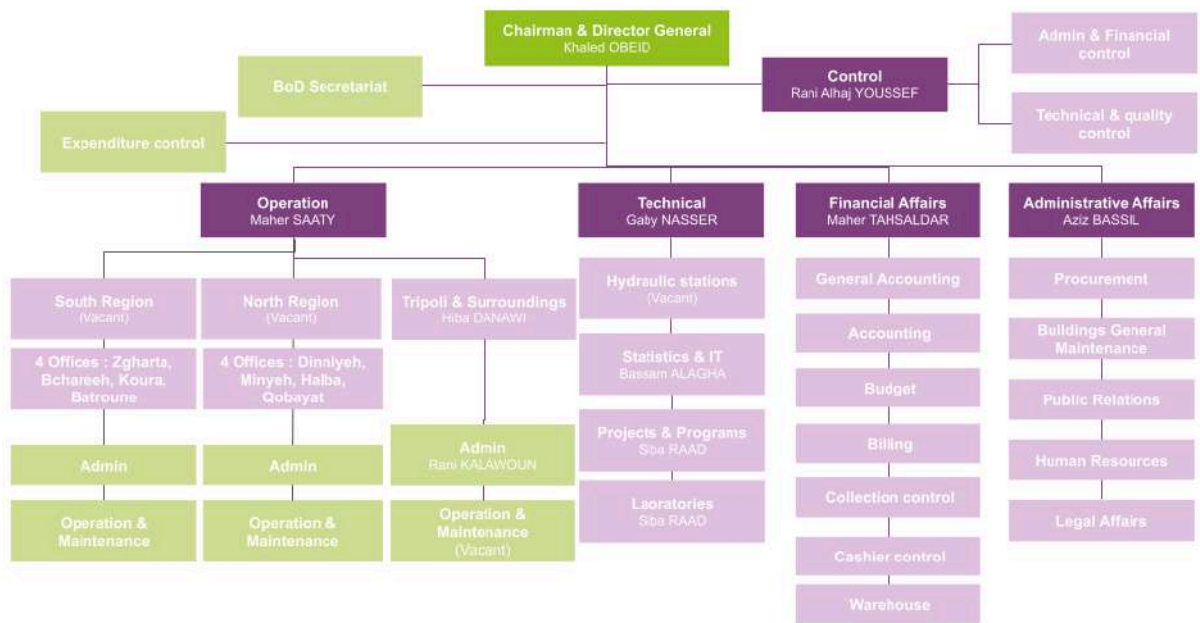 Chairman & Director General
Khaled OBEID
BoD Secretariat
Expenditure control
Control
Rani Alhaj YOUSSEF
Admin & Financial
control
Technical & quality
control
Operation
Maher SAATY
Technical
Gaby NASSER
Financial Affairs
Maher TAHSALDAR
Administrative Affairs
Aziz BASSIL
South Region
(Vacant)
4 Offices : Zgharta,
Bchareeh, Koura,
Batroune
Admin
Operation &
Maintenance
North Region
(Vacant)
4 Offices : Dinniyeh,
Minyeh, Halba,
Qobayat
Admin
Operation &
Maintenance
Tripoli & Surroundings
Hiba DANAWI
Admin
Rani KALAWOUN
Operation &
Maintenance
(Vacant)
Hydraulic stations
(Vacant)
Statistics & IT
Bassam ALAGHA
Projects & Programs
Siba RAAD
Laoratories
Siba RAAD
General Accounting
Accounting
Budget
Billing
Collection control
Cashier control
Warehouse
Procurement
Buildings General
Maintenance
Public Relations
Human Resources
Legal Affairs